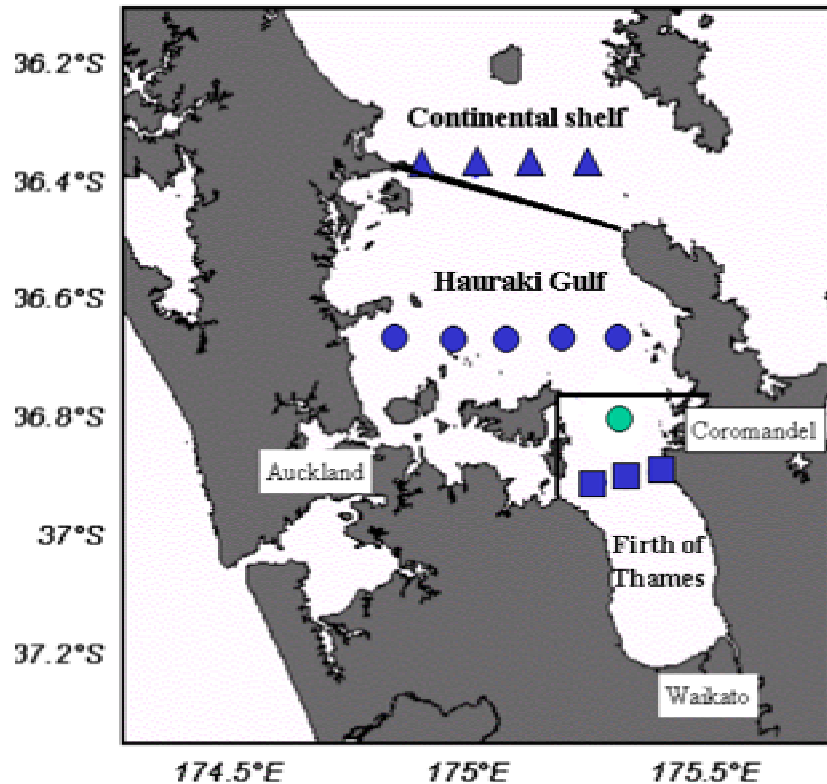 36.2°S
Continental shelf
36.4°S
Hauraki Gulf
36.6°S
36.8°S
Coromandel
Auckland
37°S
Firth of
Thames
37.2°S
Waikato
174.5°E
175°E
175.5°E